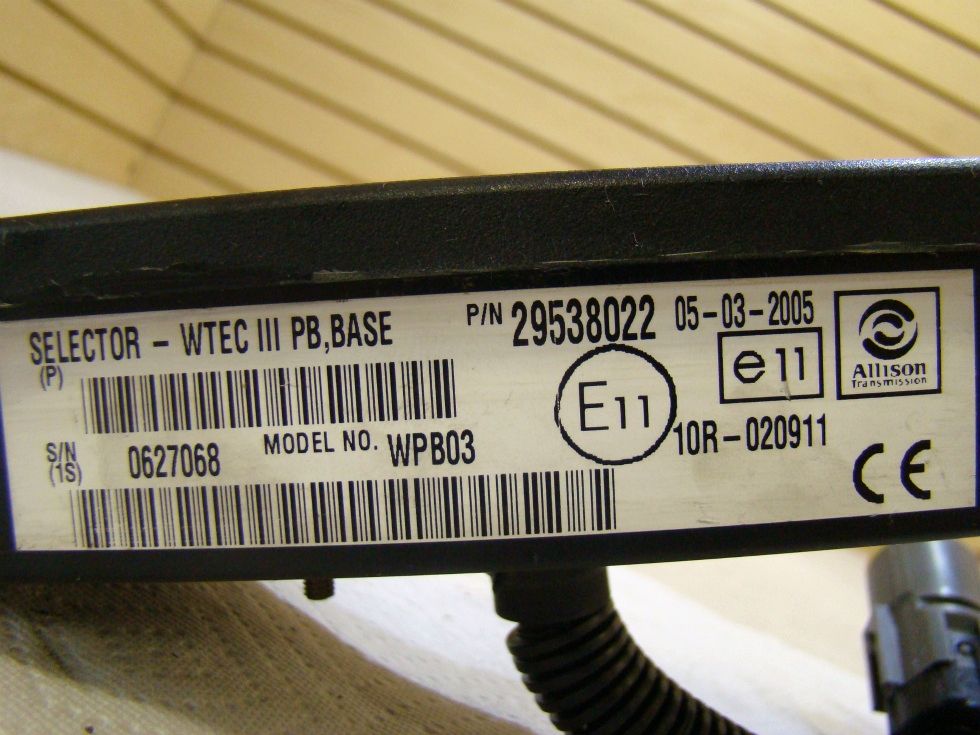 SELECTOR - WTEC III PB,BASE
P/N 29538022 05-03-2005
(P)
e11
Allison
Transmission
E11
10R-020911
S/N
(1S)
0627068
MODEL NO. WPB03
CE